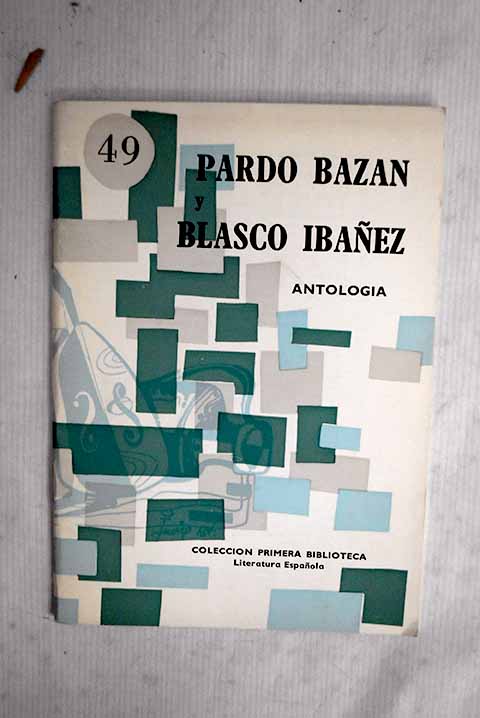 49
PARDO BAZAN
y
BLASCO IBAÑEZ
ANTOLOGIA
COLECCION PRIMERA BIBLIOTECA
Literatura Española